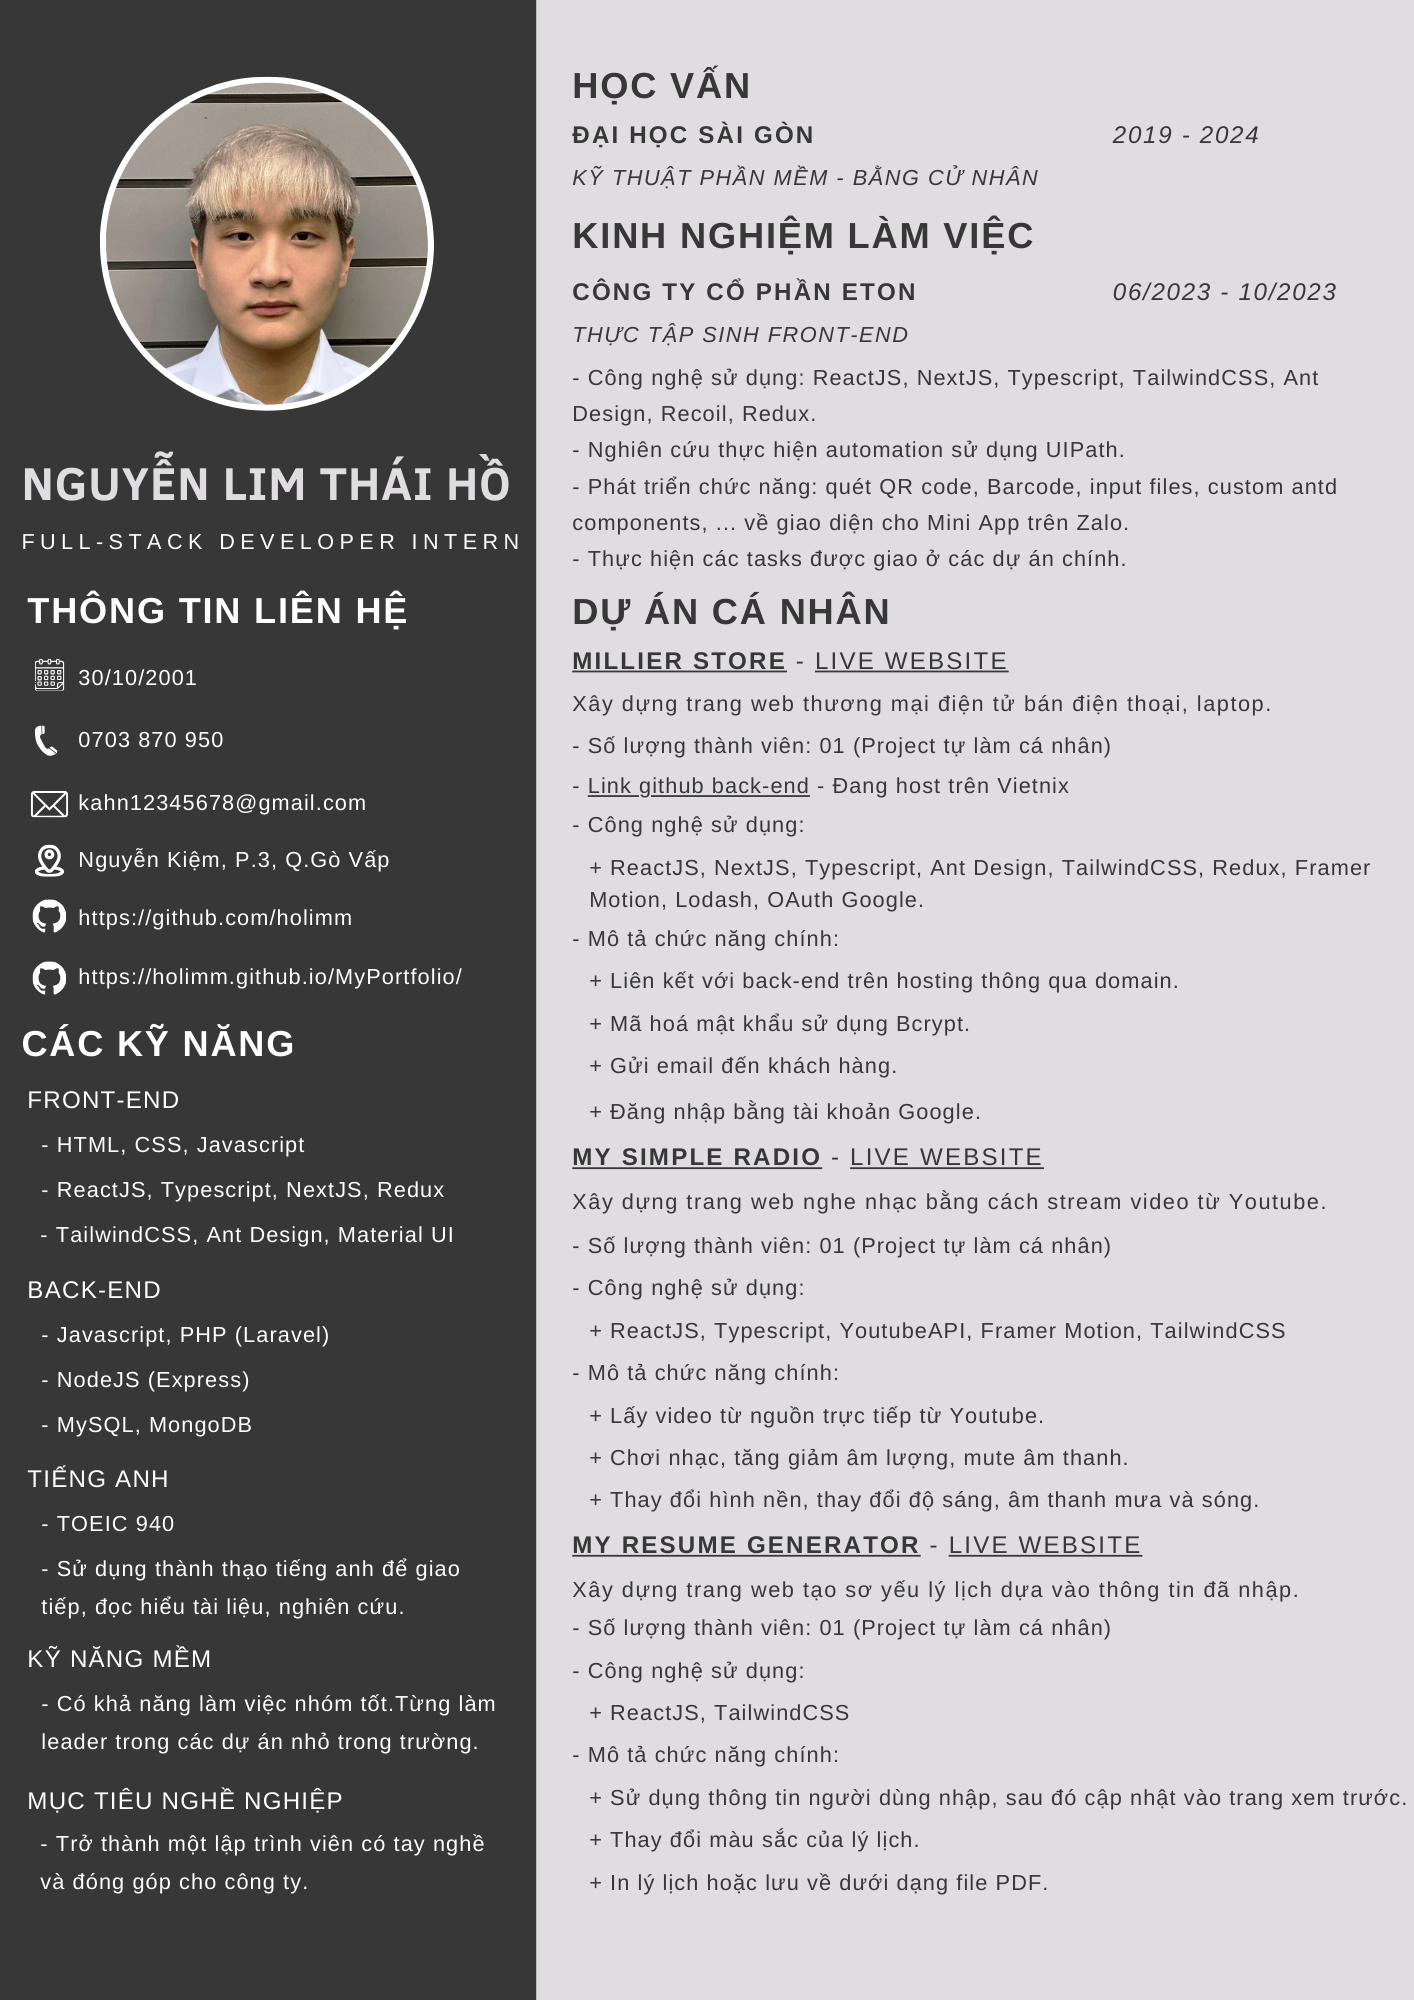 NGUYỄN LIM THÁI HỒ
FULL-STACK DEVELOPER INTERN
THÔNG TIN LIÊN HỆ
30/10/2001
0703 870 950
kahn12345678@gmail.com
Nguyễn Kiệm, P.3, Q.Gò Vấp
https://github.com/holimm
https://holimm.github.io/MyPortfolio/
CÁC KỸ NĂNG
FRONT-END
- HTML, CSS, Javascript
- ReactJS, Typescript, NextJS, Redux
- TailwindCSS, Ant Design, Material UI
BACK-END
- Javascript, PHP (Laravel)
- NodeJS (Express)
- MySQL, MongoDB
TIẾNG ANH
- TOEIC 940
- Sử dụng thành thạo tiếng anh để giao
tiếp, đọc hiểu tài liệu, nghiên cứu.
KỸ NĂNG MỀM
- Có khả năng làm việc nhóm tốt.Từng làm
leader trong các dự án nhỏ trong trường.
MỤC TIÊU NGHỀ NGHIỆP
- Trở thành một lập trình viên có tay nghề
và đóng góp cho công ty.
HỌC VẤN
ĐẠI HỌC SÀI GÒN 2019 - 2024
KỸ THUẬT PHẦN MỀM - BẰNG CỬ NHÂN
KINH NGHIỆM LÀM VIỆC
CÔNG TY CỔ PHẦN ETON 06/2023 - 10/2023
THỰC TẬP SINH FRONT-END
- Công nghệ sử dụng: ReactJS, NextJS, Typescript, TailwindCSS, Ant
Design, Recoil, Redux.
- Nghiên cứu thực hiện automation sử dụng UIPath.
- Phát triển chức năng: quét QR code, Barcode, input files, custom antd
components, ... về giao diện cho Mini App trên Zalo.
- Thực hiện các tasks được giao ở các dự án chính.
DỰ ÁN CÁ NHÂN
MILLIER STORE - LIVE WEBSITE
Xây dựng trang web thương mại điện tử bán điện thoại, laptop.
- Số lượng thành viên: 01 (Project tự làm cá nhân)
- Link github back-end - Đang host trên Vietnix
- Công nghệ sử dụng:
+ ReactJS, NextJS, Typescript, Ant Design, TailwindCSS, Redux, Framer
Motion, Lodash, OAuth Google.
- Mô tả chức năng chính:
+ Liên kết với back-end trên hosting thông qua domain.
+ Mã hoá mật khẩu sử dụng Bcrypt.
+ Gửi email đến khách hàng.
+ Đăng nhập bằng tài khoản Google.
MY SIMPLE RADIO - LIVE WEBSITE
Xây dựng trang web nghe nhạc bằng cách stream video từ Youtube.
- Số lượng thành viên: 01 (Project tự làm cá nhân)
- Công nghệ sử dụng:
+ ReactJS, Typescript, YoutubeAPI, Framer Motion, TailwindCSS
- Mô tả chức năng chính:
+ Lấy video từ nguồn trực tiếp từ Youtube.
+ Chơi nhạc, tăng giảm âm lượng, mute âm thanh.
+ Thay đổi hình nền, thay đổi độ sáng, âm thanh mưa và sóng.
MY RESUME GENERATOR - LIVE WEBSITE
Xây dựng trang web tạo sơ yếu lý lịch dựa vào thông tin đã nhập.
- Số lượng thành viên: 01 (Project tự làm cá nhân)
- Công nghệ sử dụng:
+ ReactJS, TailwindCSS
- Mô tả chức năng chính:
+ Sử dụng thông tin người dùng nhập, sau đó cập nhật vào trang xem trước.
+ Thay đổi màu sắc của lý lịch.
+ In lý lịch hoặc lưu về dưới dạng file PDF.